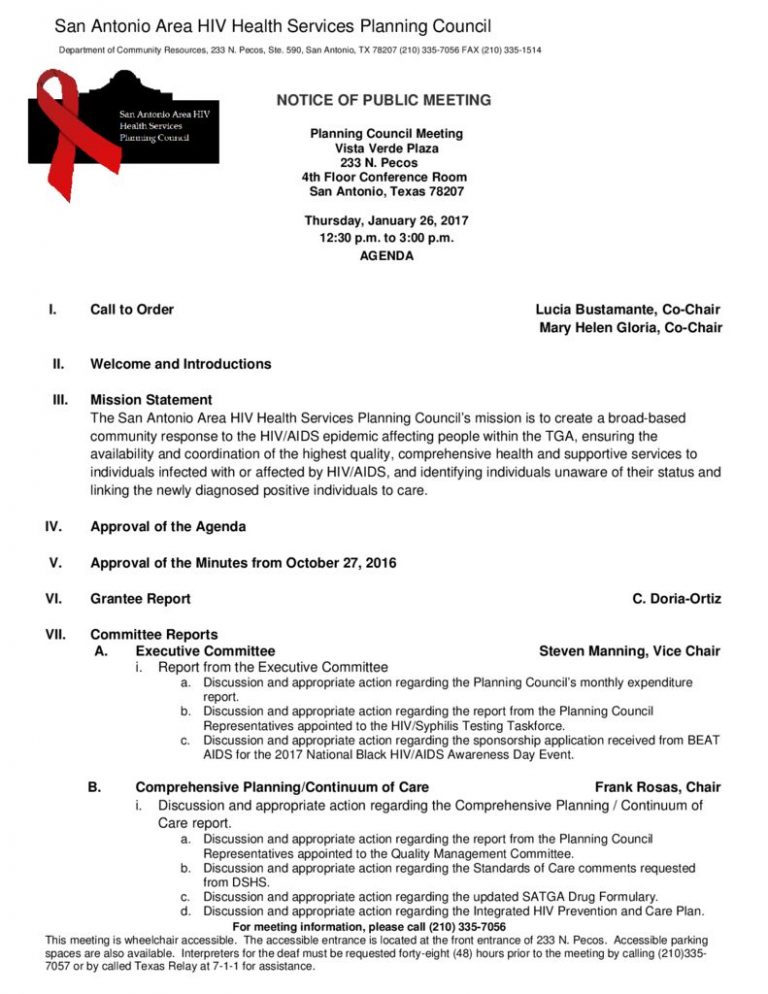 San Antonio Area HIV Health Services Planning Council
Department of Community Resources, 233 N. Pecos, Ste. 590, San Antonio, TX 78207 (210) 335-7056 FAX (210) 335-1514
San Antonio Area HIV
Health Services
Planning Council
NOTICE OF PUBLIC MEETING
Planning Council Meeting
Vista Verde Plaza
233 N. Pecos
4th Floor Conference Room
San Antonio, Texas 78207
Thursday, January 26, 2017
12:30 p.m. to 3:00 p.m.
AGENDA
I. Call to Order Lucia Bustamante, Co-Chair
Mary Helen Gloria, Co-Chair
II. Welcome and Introductions
III. Mission Statement
The San Antonio Area HIV Health Services Planning Council's mission is to create a broad-based
community response to the HIV/AIDS epidemic affecting people within the TGA, ensuring the
availability and coordination of the highest quality, comprehensive health and supportive services to
individuals infected with or affected by HIV/AIDS, and identifying individuals unaware of their status and
linking the newly diagnosed positive individuals to care.
IV. Approval of the Agenda
V. Approval of the Minutes from October 27, 2016
VI. Grantee Report C. Doria-Ortiz
VII. Committee Reports
A. Executive Committee Steven Manning, Vice Chair
i. Report from the Executive Committee
a. Discussion and appropriate action regarding the Planning Council's monthly expenditure
report.
b. Discussion and appropriate action regarding the report from the Planning Council
Representatives appointed to the HIV/Syphilis Testing Taskforce.
c. Discussion and appropriate action regarding the sponsorship application received from BEAT
AIDS for the 2017 National Black HIV/AIDS Awareness Day Event.
B. Comprehensive Planning/Continuum of Care Frank Rosas, Chair
i. Discussion and appropriate action regarding the Comprehensive Planning / Continuum of
Care report.
a. Discussion and appropriate action regarding the report from the Planning Council
Representatives appointed to the Quality Management Committee.
b. Discussion and appropriate action regarding the Standards of Care comments requested
from DSHS.
c. Discussion and appropriate action regarding the updated SATGA Drug Formulary.
d. Discussion and appropriate action regarding the Integrated HIV Prevention and Care Plan.
For meeting information, please call (210) 335-7056
This meeting is wheelchair accessible. The accessible entrance is located at the front entrance of 233 N. Pecos. Accessible parking
spaces are also available. Interpreters for the deaf must be requested forty-eight (48) hours prior to the meeting by calling (210)335-
7057 or by called Texas Relay at 7-1-1 for assistance.